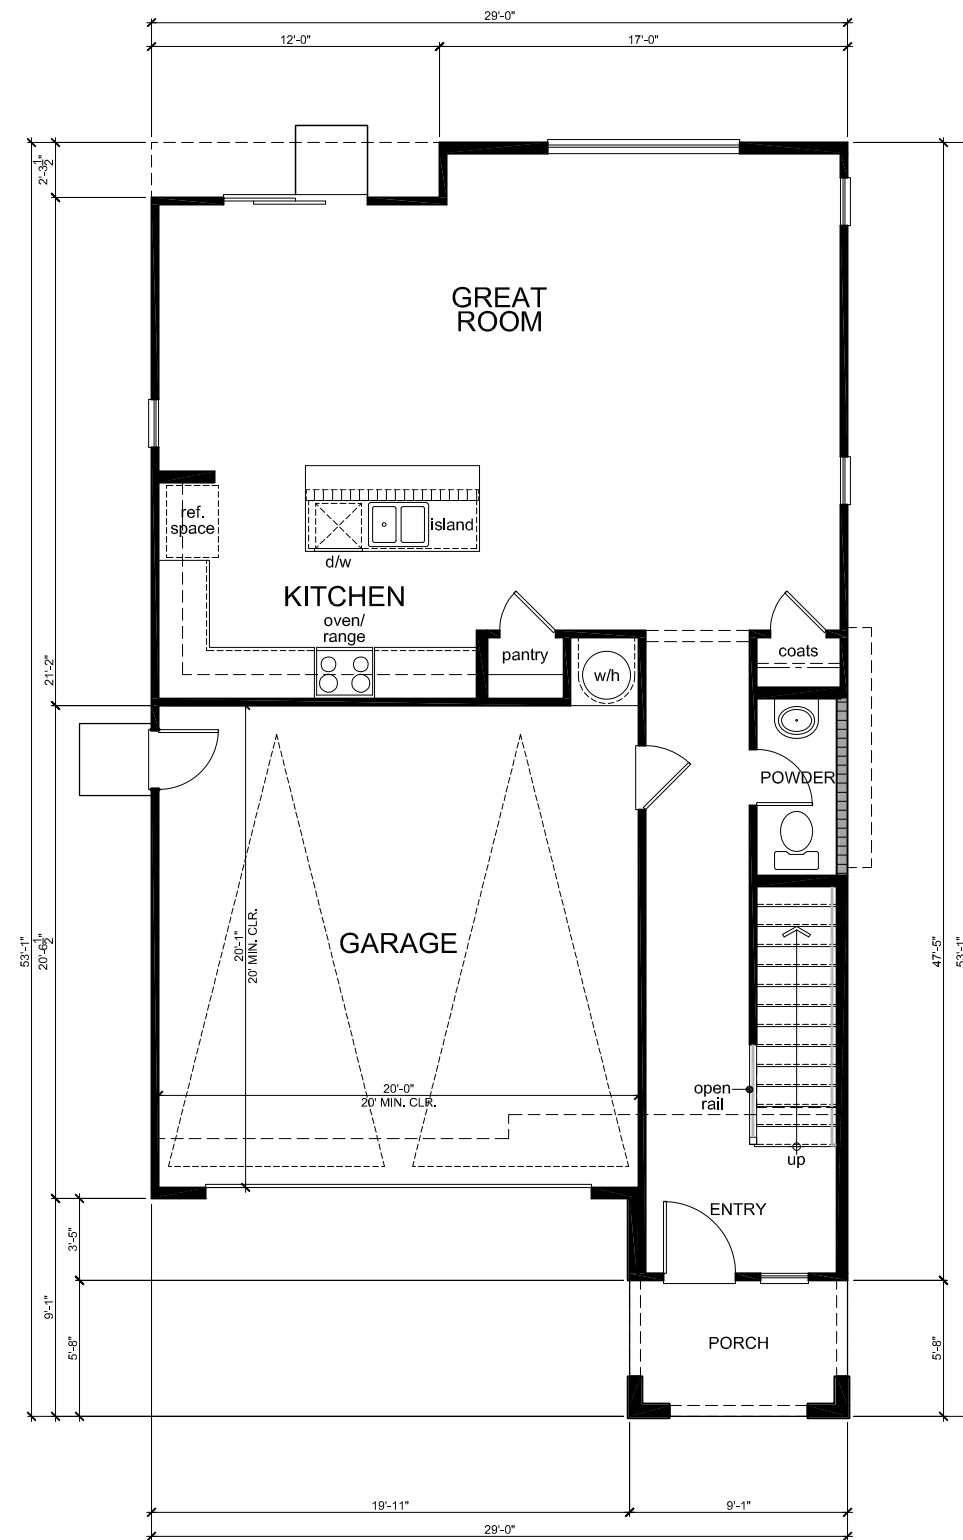 29'-0"
12'-0"
17'-0"
2'-3 1/2"
GREAT
ROOM
ref.
space
island
d/w
KITCHEN
oven/
range
pantry
w/h
coats
21'-2"
POWDER
53'-1"
20'-6 1/2"
20'-1"
20' MIN. CLR.
GARAGE
47'-5"
53'-1"
20'-0"
20' MIN. CLR.
open
rail
up
ENTRY
3'-5"
9'-1"
5'-8"
PORCH
5'-8"
19'-11"
9'-1"
29'-0"